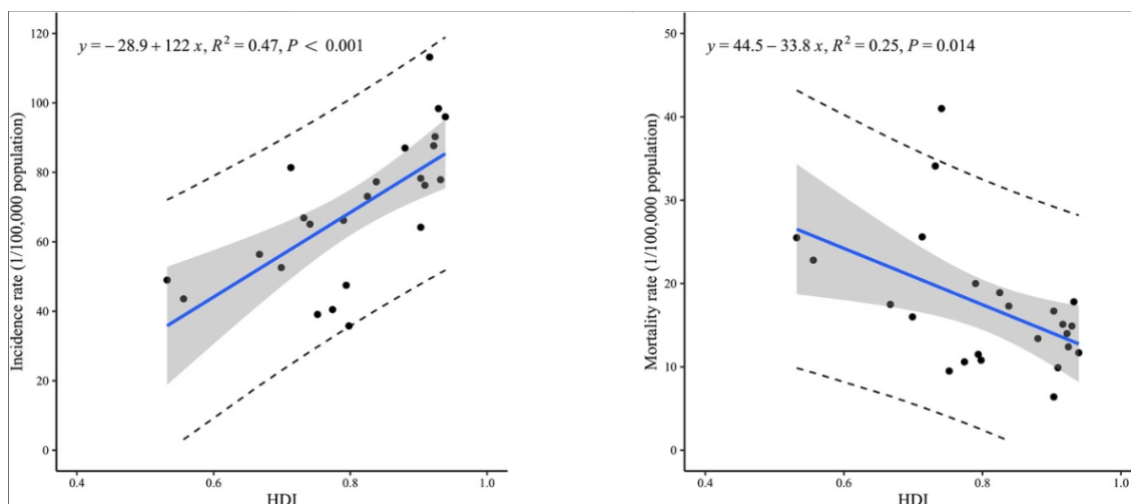 y = − 28.9 + 122 x, R² = 0.47, P < 0.001
120
100
80
60
40
20
0
Incidence rate (1/100,000 population)
0.4 0.6 0.8 1.0
HDI
y = 44.5 − 33.8 x, R² = 0.25, P = 0.014
50
40
30
20
10
0
Mortality rate (1/100,000 population)
0.4 0.6 0.8 1.0
HDI